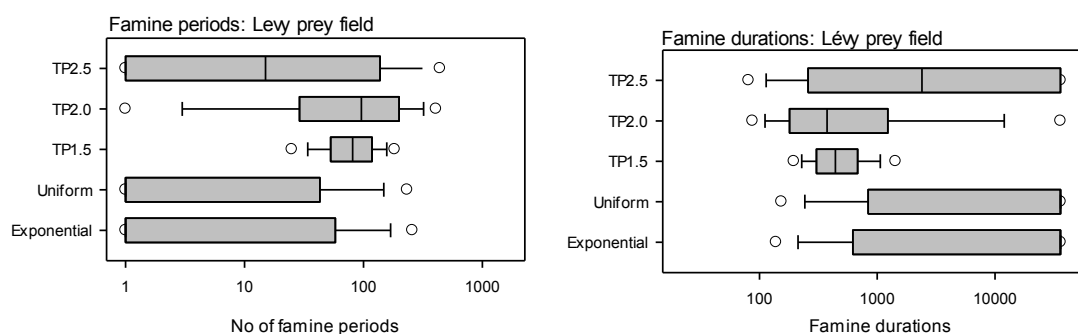 Famine periods: Levy prey field
TP2.5
TP2.0
TP1.5
Uniform
Exponential
1 10 100 1000
No of famine periods
Famine durations: Lévy prey field
TP2.5
TP2.0
TP1.5
Uniform
Exponential
100 1000 10000
Famine durations